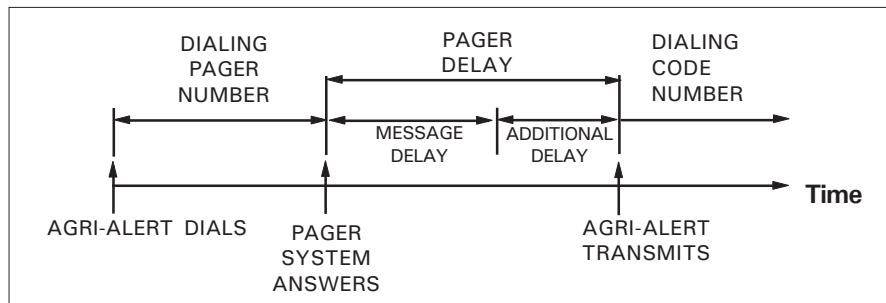 DIALING
PAGER
NUMBER
PAGER
DELAY
DIALING
CODE
NUMBER
MESSAGE
DELAY
ADDITIONAL
DELAY
Time
AGRI-ALERT DIALS
PAGER
SYSTEM
ANSWERS
AGRI-ALERT
TRANSMITS